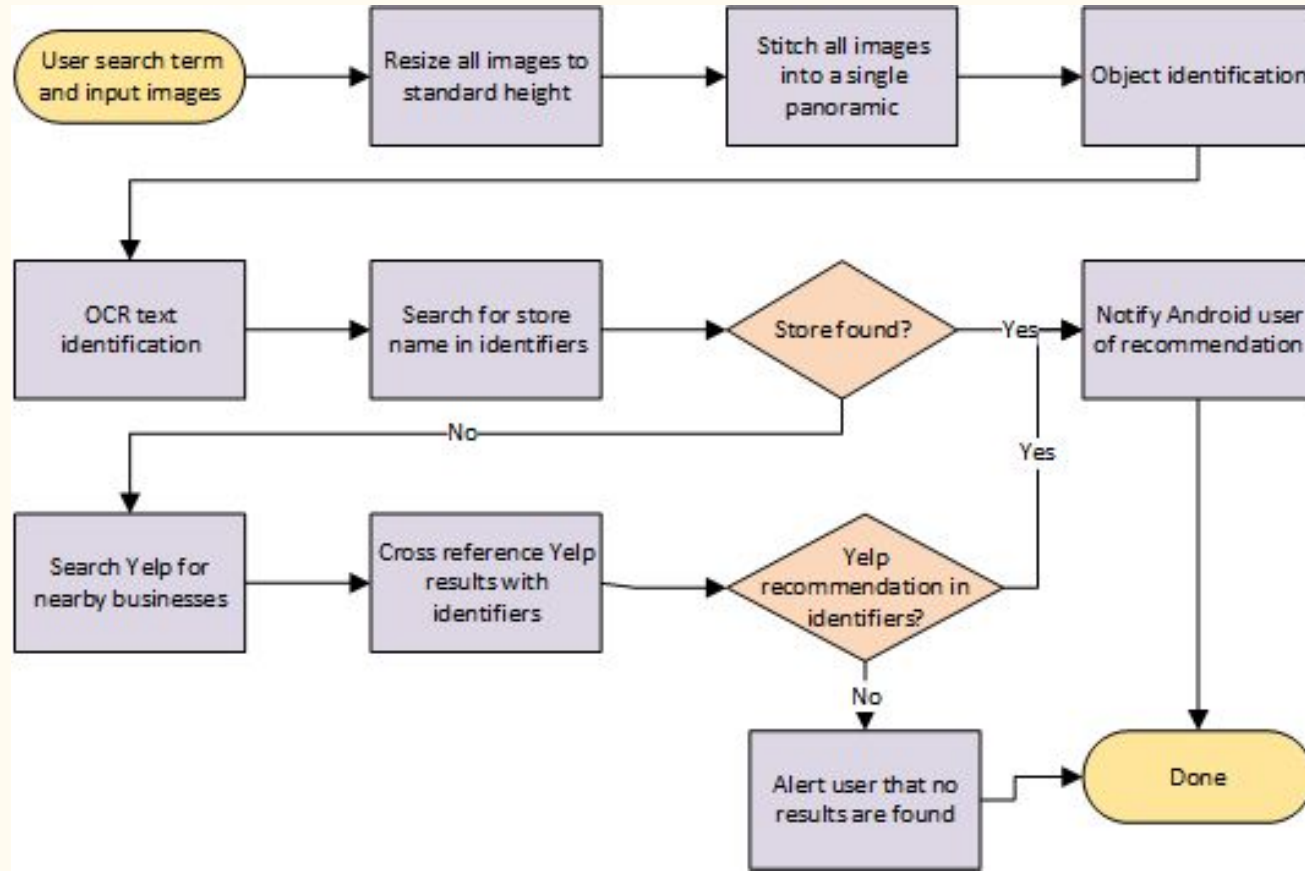 User search term
and input images
Resize all images to
standard height
Stitch all images
into a single
panoramic
Object identification
OCR text
identification
Search for store
name in identifiers
Store found?
Yes
Notify Android user
of recommendation
No
Yes
Search Yelp for
nearby businesses
Cross reference Yelp
results with
identifiers
Yelp
recommendation in
identifiers?
No
Alert user that no
results are found
Done